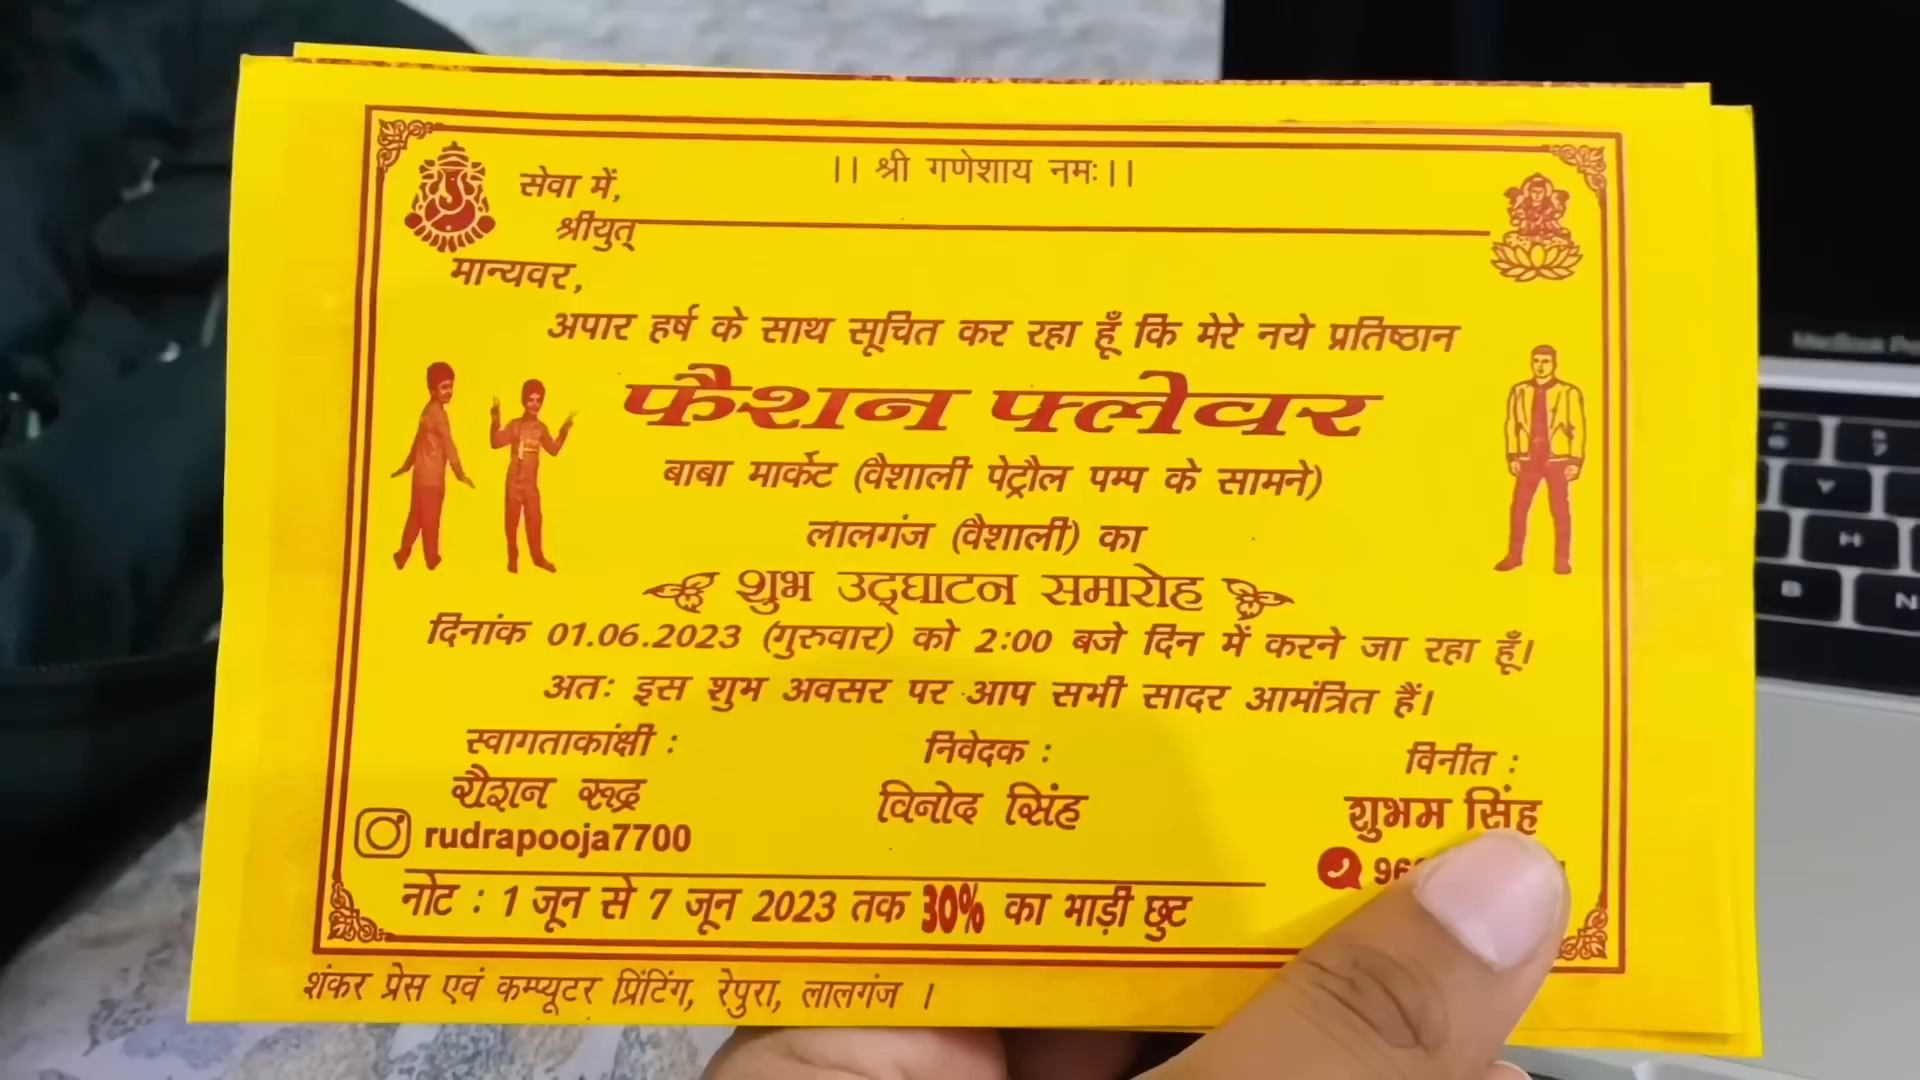 ।। श्री गणेशाय नमः।।
सेवा में,
श्रीयुत्
मान्यवर,
अपार हर्ष के साथ सूचित कर रहा हूँ कि मेरे नये प्रतिष्ठान
फैशन फ्लेवर
बाबा मार्केट (वैशाली पेट्रौल पम्प के सामने)
लालगंज (वैशाली) का
शुभ उद्घाटन समारोह
दिनांक 01.06.2023 (गुरुवार) को 2:00 बजे दिन में करने जा रहा हूँ।
अतः इस शुभ अवसर पर आप सभी सादर आमंत्रित हैं।
स्वागताकांक्षी :
रौशन रूद्र
rudrapooja7700
निवेदक :
विनोद सिंह
विनीत :
शुभम सिंह
नोट : 1 जून से 7 जून 2023 तक 30% का भाड़ी छुट
शंकर प्रेस एवं कम्प्यूटर प्रिंटिंग, रेपुरा, लालगंज ।
Y
H
B
N